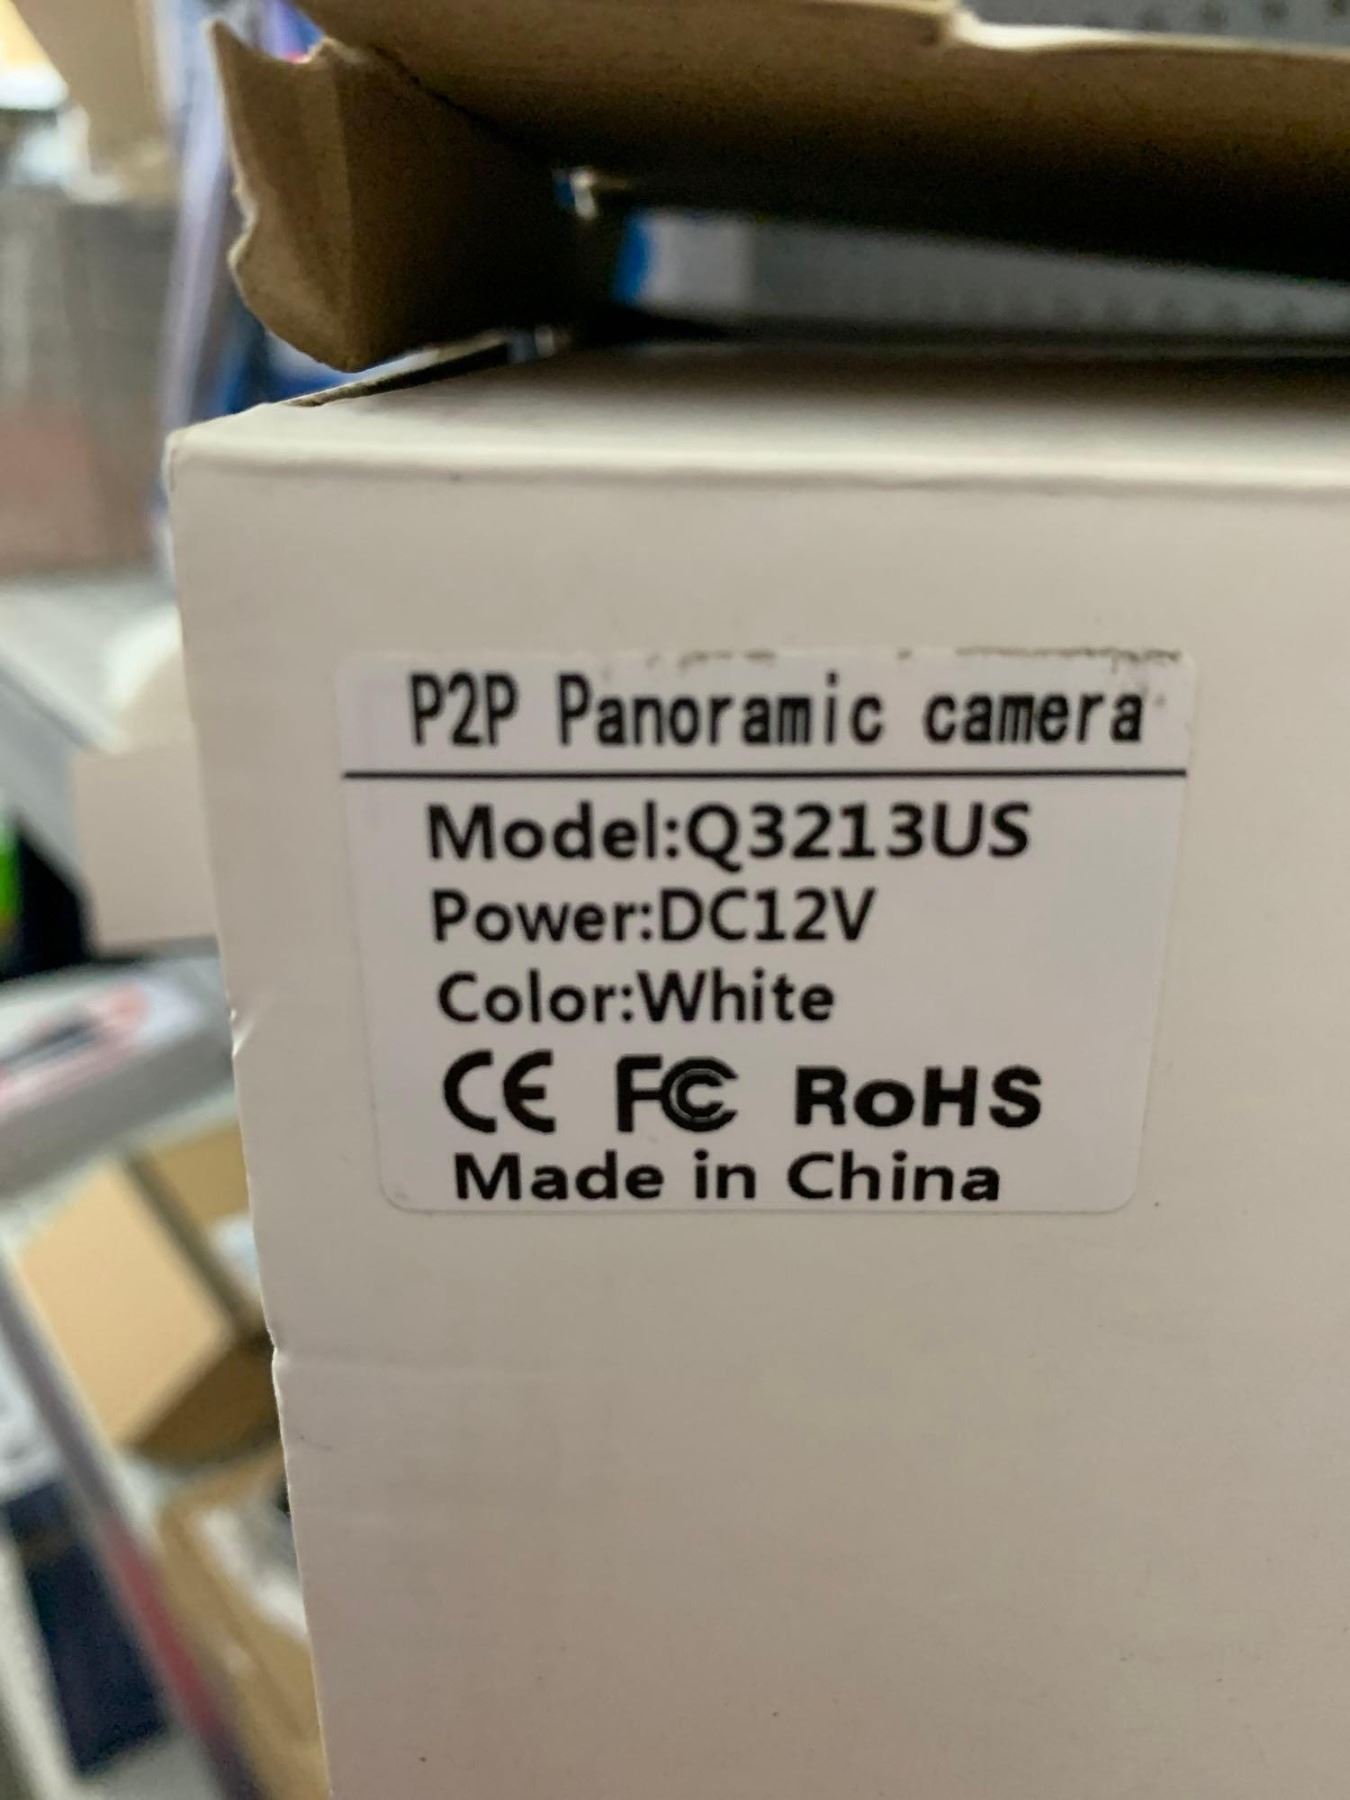 P2P Panoramic camera
Model:Q3213US
Power:DC12V
Color:White
CE FC RoHS
Made in China